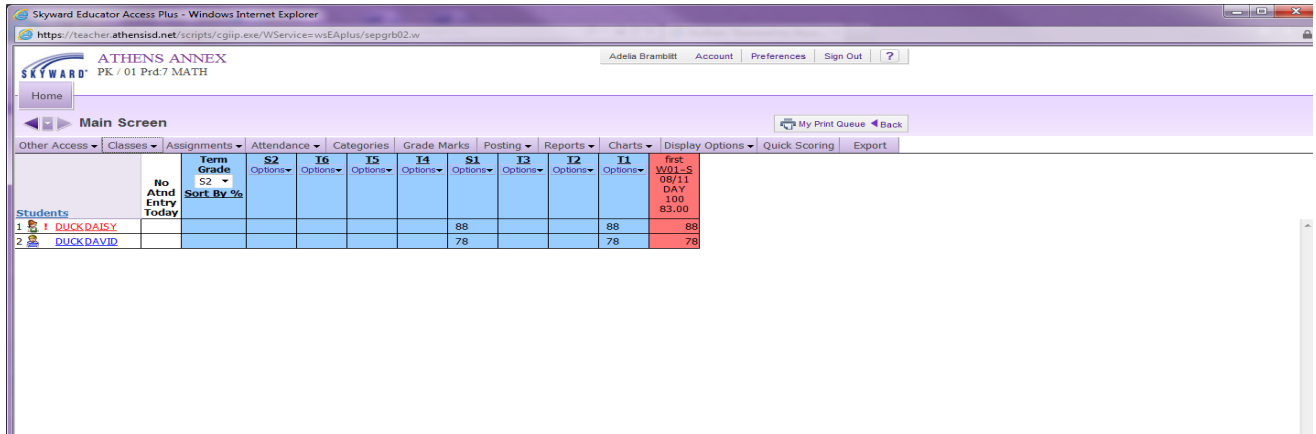 Skyward Educator Access Plus - Windows Internet Explorer
https://teacher.athensisd.net/scripts/cgiip.exe/WService=wsEAplus/sepgrb02.w
SKYWARD® ATHENS ANNEX
PK / 01 Prd:7 MATH
Adelia Bramblitt Account Preferences Sign Out ?
Home
Main Screen
My Print Queue Back
Other Access Classes Assignments Attendance Categories Grade Marks Posting Reports Charts Display Options Quick Scoring Export
Students
No
Atnd
Entry
Today
Term
Grade
S2
Sort By %
S2
Options
T6
Options
T5
Options
T4
Options
S1
Options
T3
Options
T2
Options
T1
Options
first
W01-S
08/11
DAY
100
83.00
1 ! DUCK DAISY 88 88 88
2 DUCK DAVID 78 78 78